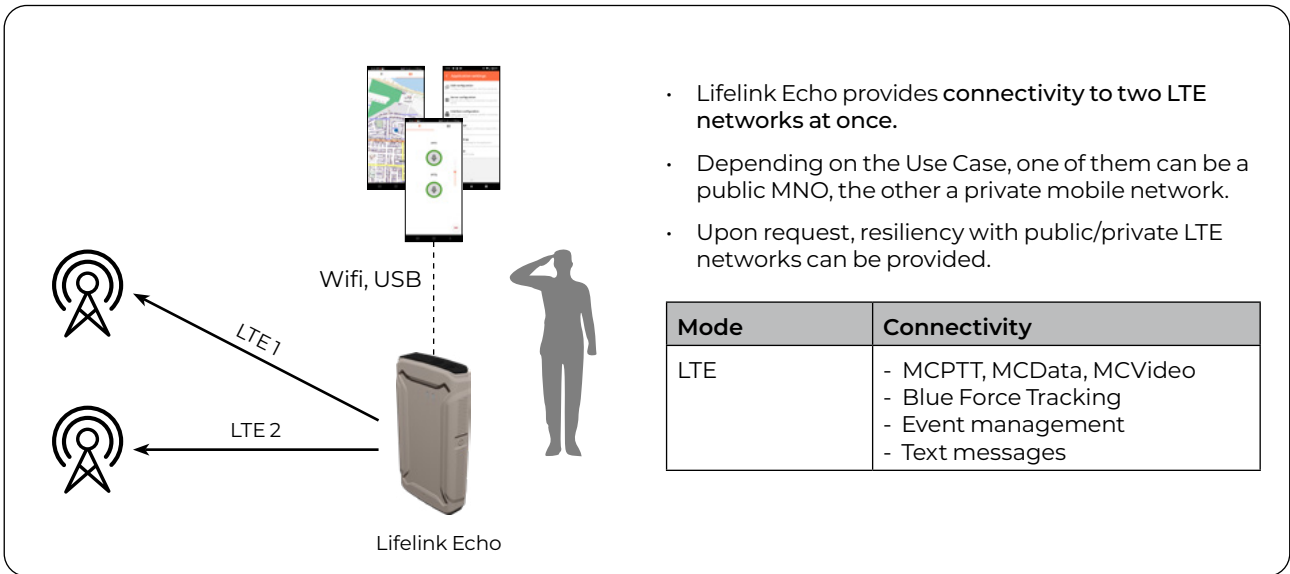 Wifi, USB
LTE 1
LTE 2
Lifelink Echo
• Lifelink Echo provides connectivity to two LTE
networks at once.
• Depending on the Use Case, one of them can be a
public MNO, the other a private mobile network.
• Upon request, resiliency with public/private LTE
networks can be provided.
Mode Connectivity
LTE - MCPTT, MCData, MCVideo
- Blue Force Tracking
- Event management
- Text messages